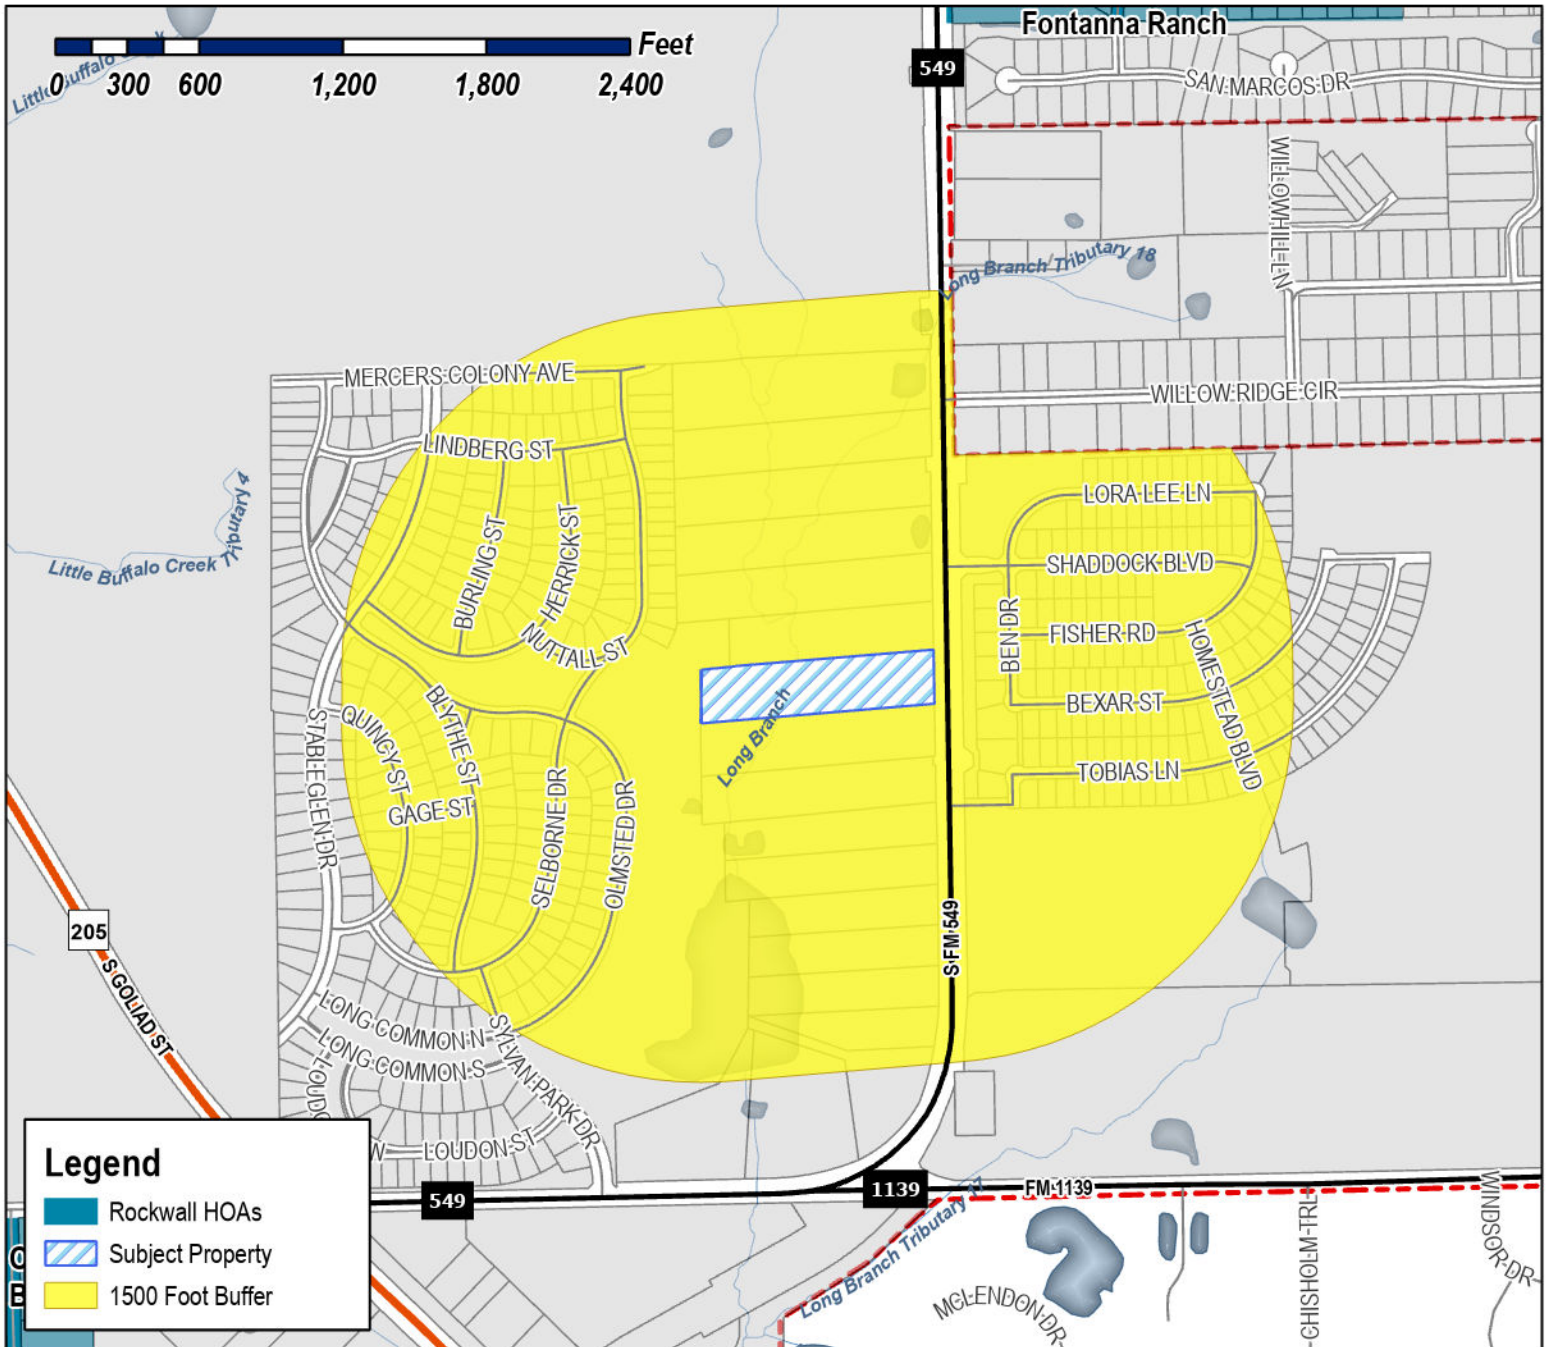 Fontanna Ranch
Feet
0 300 600 1,200 1,800 2,400
549
SAN MARCOS DR
WILLOWHILL LN
Long Branch Tributary 18
MERCERS COLONY AVE
WILLOW RIDGE CIR
LINDBERG ST
Little Buffalo Creek Tributary 4
LORA LEE LN
BURLING ST
HERRICK ST
SHADDOCK BLVD
BEN DR
FISHER RD
NUTTALL ST
HOMESTEAD BLVD
BEXAR ST
Long Branch
STABLEGLEN DR
QUINCY ST
BLYTHE ST
GAGE ST
SELBORNE DR
OLMSTED DR
TOBIAS LN
205
S GOLIAD ST
S FM 549
LONG COMMON N
LONG COMMON S
SYLVAN PARK DR
LOUDON ST
549
1139
FM 1139
Long Branch Tributary 17
MCLENDON DR
CHISHOLM TRL
WINDSOR DR
Legend
Rockwall HOAs
Subject Property
1500 Foot Buffer